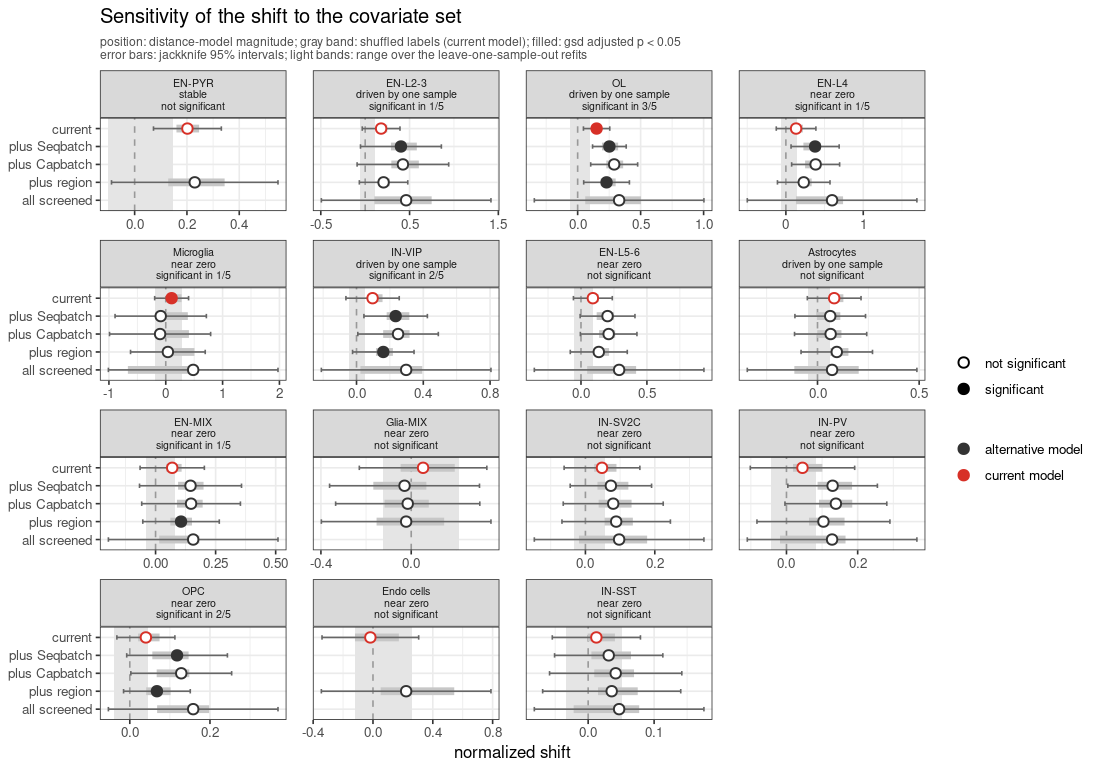 Sensitivity of the shift to the covariate set
position: distance-model magnitude; gray band: shuffled labels (current model); filled: gsd adjusted p < 0.05
error bars: jackknife 95% intervals; light bands: range over the leave-one-sample-out refits
EN-PYR
stable
not significant
EN-L2-3
driven by one sample
significant in 1/5
OL
driven by one sample
significant in 3/5
EN-L4
near zero
significant in 1/5
current
plus Seqbatch
plus Capbatch
plus region
all screened
0.0 0.2 0.4
-0.5 0.5 1.5
0.0 0.5 1.0
0 1
Microglia
near zero
significant in 1/5
IN-VIP
driven by one sample
significant in 2/5
EN-L5-6
near zero
not significant
Astrocytes
driven by one sample
not significant
current
plus Seqbatch
plus Capbatch
plus region
all screened
-1 0 1 2
0.0 0.4 0.8
0.0 0.5
0.0 0.5
EN-MIX
near zero
significant in 1/5
Glia-MIX
near zero
not significant
IN-SV2C
near zero
not significant
IN-PV
near zero
not significant
current
plus Seqbatch
plus Capbatch
plus region
all screened
0.00 0.25 0.50
-0.4 0.0
0.0 0.2
0.0 0.2
OPC
near zero
significant in 2/5
Endo cells
near zero
not significant
IN-SST
near zero
not significant
current
plus Seqbatch
plus Capbatch
plus region
all screened
0.0 0.2
-0.4 0.0 0.4 0.8
0.0 0.1
normalized shift
not significant
significant
alternative model
current model